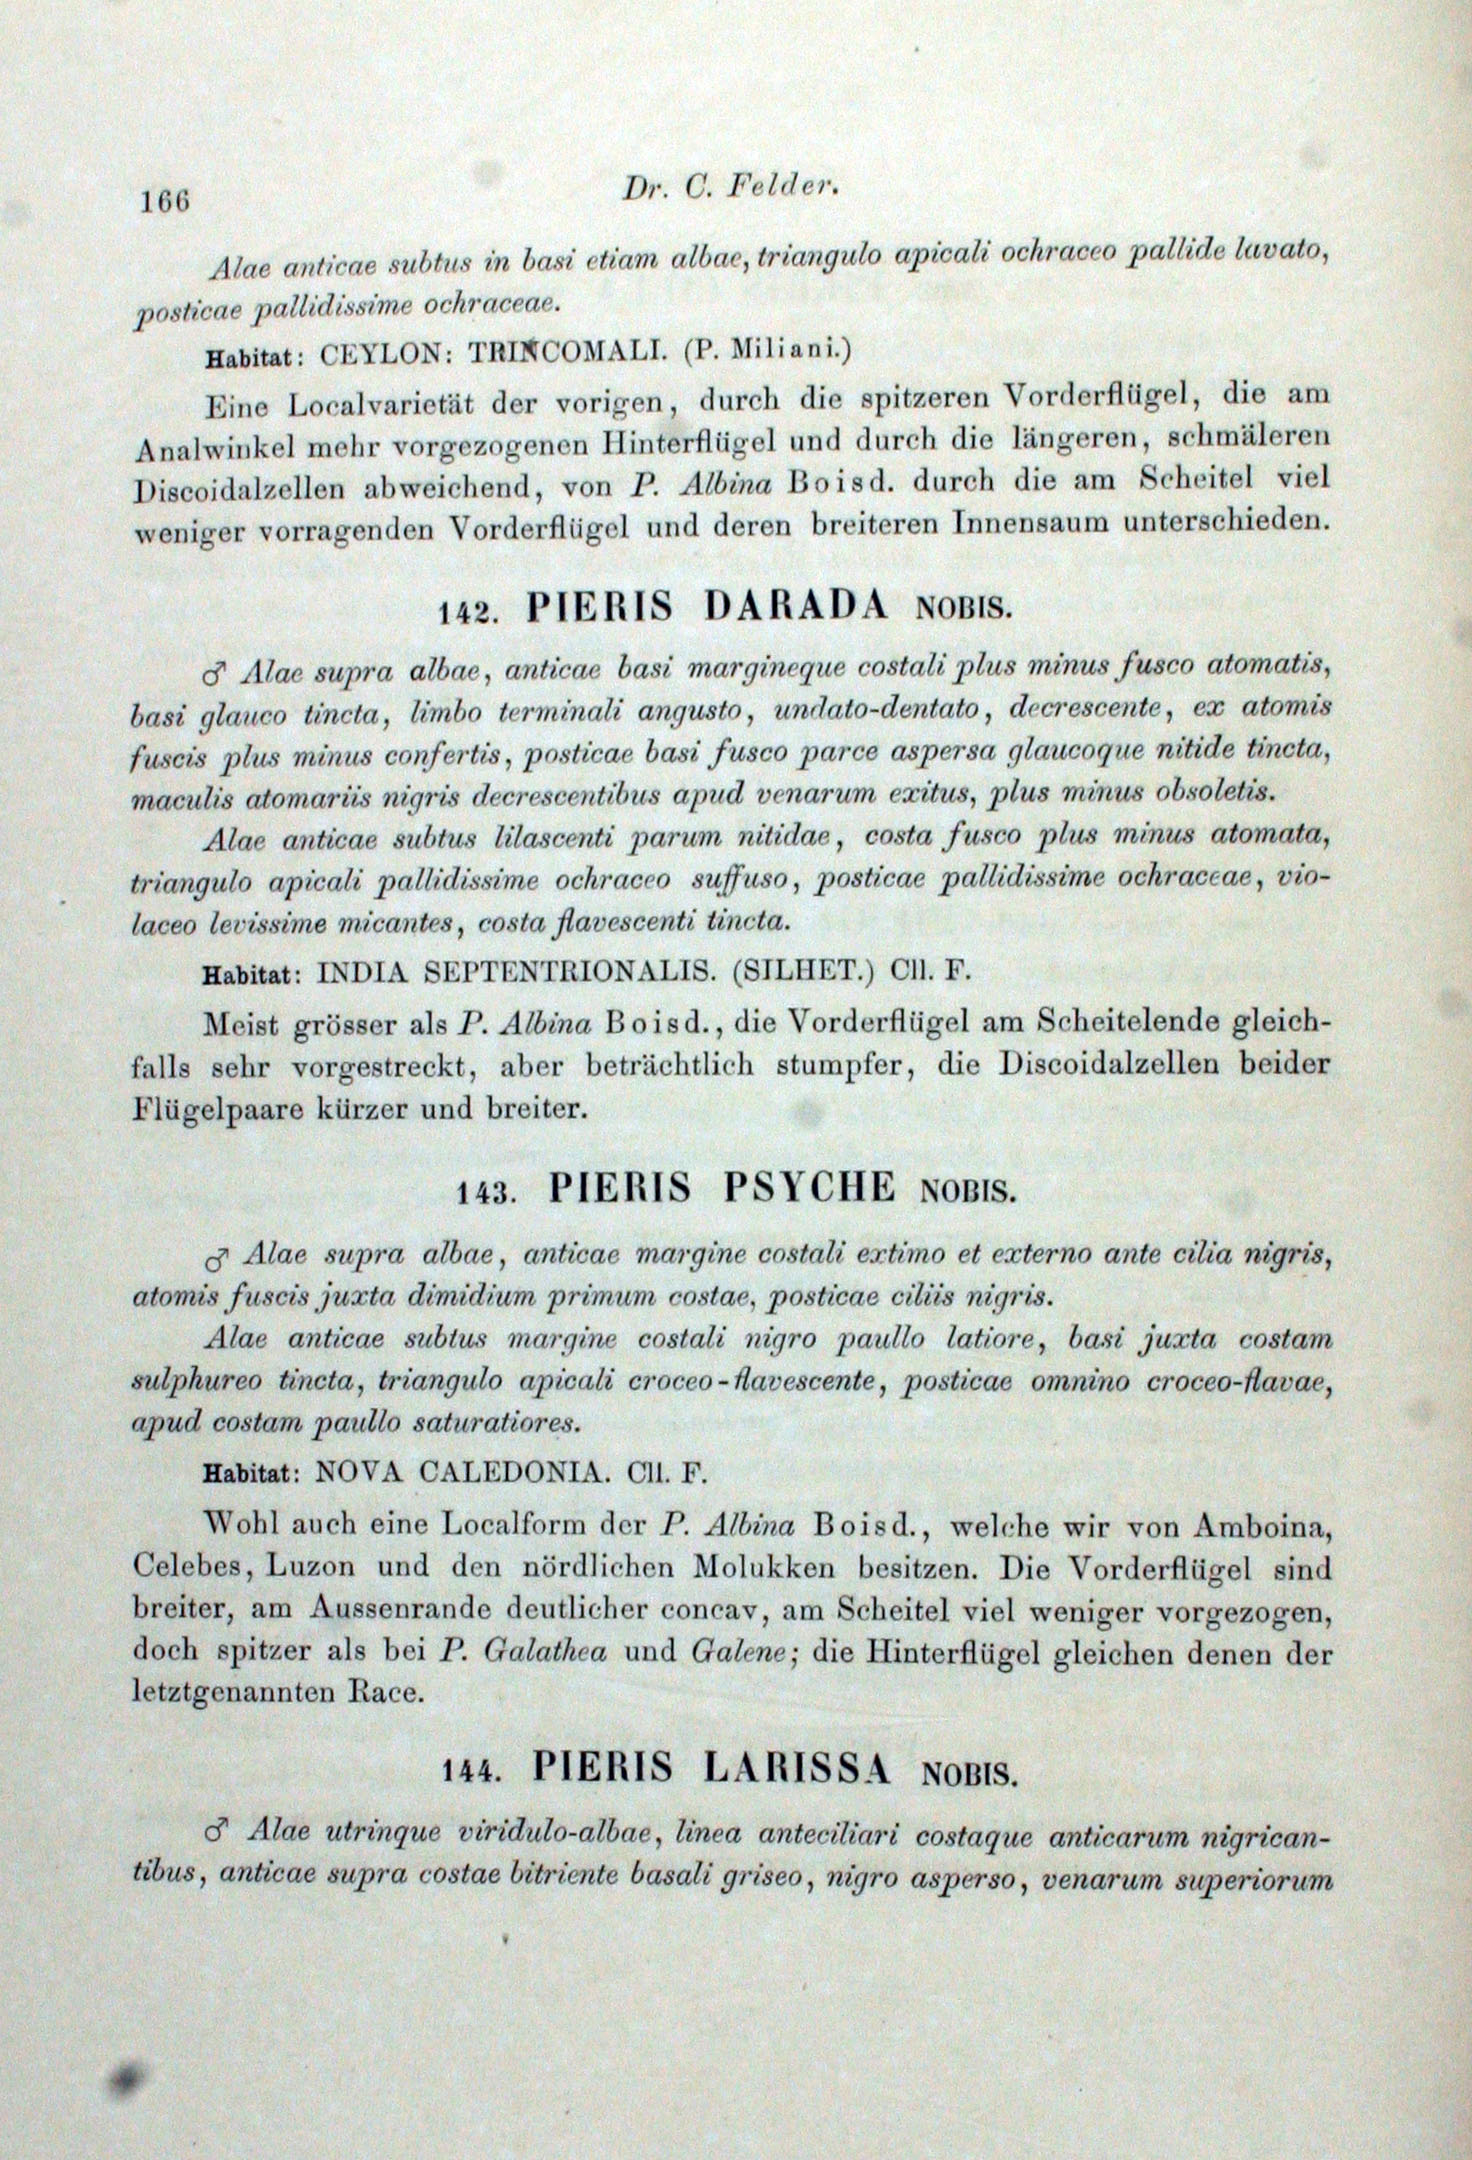 166
Dr. C. Felder.
Alae anticae subtus in basi etiam albae, triangulo apicali ochraceo pallide lavato,
posticae pallidissime ochraceae.
Habitat: CEYLON: TRINCOMALI. (P. Miliani.)
Eine Localvarietät der vorigen, durch die spitzeren Vorderflügel, die am
Analwinkel mehr vorgezogenen Hinterflügel und durch die längeren, schmäleren
Discoidalzellen abweichend, von P. Albina Boisd. durch die am Scheitel viel
weniger vorragenden Vorderflügel und deren breiteren Innensaum unterschieden.
142. PIERIS DARADA NOBIS.
♂ Alae supra albae, anticae basi margineque costali plus minus fusco atomatis,
basi glauco tincta, limbo terminali angusto, undato-dentato, decrescente, ex atomis
fuscis plus minus confertis, posticae basi fusco parce aspersa glaucoque nitide tincta,
maculis atomariis nigris decrescentibus apud venarum exitus, plus minus obsoletis.
Alae anticae subtus lilascenti parum nitidae, costa fusco plus minus atomata,
triangulo apicali pallidissime ochraceo suffuso, posticae pallidissime ochraceae, vio-
laceo levissime micantes, costa flavescenti tincta.
Habitat: INDIA SEPTENTRIONALIS. (SILHET.) Cll. F.
Meist grösser als P. Albina Boisd., die Vorderflügel am Scheitelende gleich-
falls sehr vorgestreckt, aber beträchtlich stumpfer, die Discoidalzellen beider
Flügelpaare kürzer und breiter.
143. PIERIS PSYCHE NOBIS.
♂ Alae supra albae, anticae margine costali extimo et externo ante cilia nigris,
atomis fuscis juxta dimidium primum costae, posticae ciliis nigris.
Alae anticae subtus margine costali nigro paullo latiore, basi juxta costam
sulphureo tincta, triangulo apicali croceo-flavescente, posticae omnino croceo-flavae,
apud costam paullo saturatiores.
Habitat: NOVA CALEDONIA. Cll. F.
Wohl auch eine Localform der P. Albina Boisd., welche wir von Amboina,
Celebes, Luzon und den nördlichen Molukken besitzen. Die Vorderflügel sind
breiter, am Aussenrande deutlicher concav, am Scheitel viel weniger vorgezogen,
doch spitzer als bei P. Galathea und Galene; die Hinterflügel gleichen denen der
letztgenannten Race.
144. PIERIS LARISSA NOBIS.
♂ Alae utrinque viridulo-albae, linea anteciliari costaque anticarum nigrican-
tibus, anticae supra costae bitriente basali griseo, nigro asperso, venarum superiorum